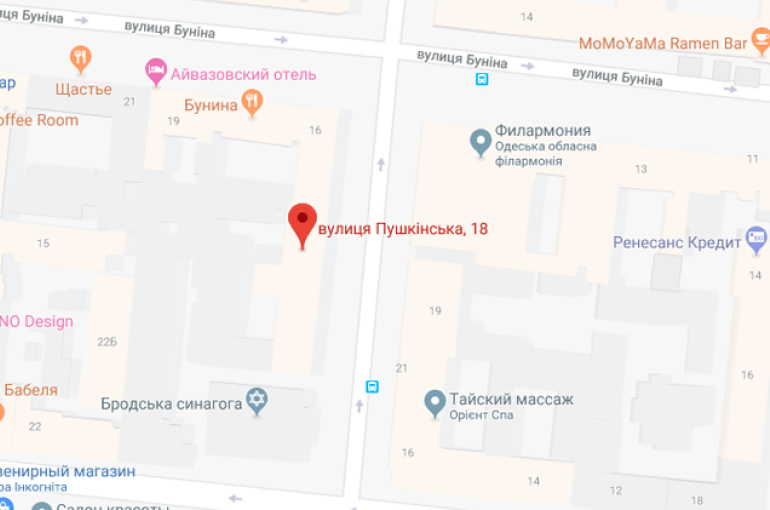 вулиця Буніна
вулиця Буніна
вулиця Буніна
вулиця Буніна
MoMoYaMa Ramen Bar
Щастье
Айвазовский отель
ар
21
Бунина
offee Room
19
16
Филармония
Одеська обласна
філармонія
13
11
вулиця Пушкінська, 18
15
Ренесанс Кредит
14
NO Design
22Б
19
21
16
Бабеля
Бродська синагога
Тайский массаж
Орієнт Спа
22
16
14
12
18
венирный магазин
ра Інкогніта
Салон красоты